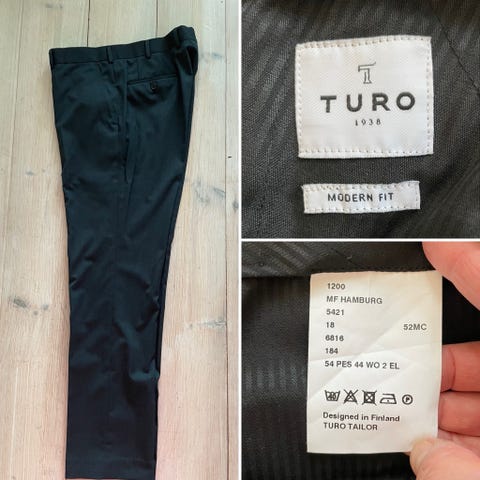 TURO
1938
MODERN FIT
1200
MF HAMBURG
5421
18 52MC
6816
184
54 PES 44 WO 2 EL
Designed in Finland
TURO TAILOR